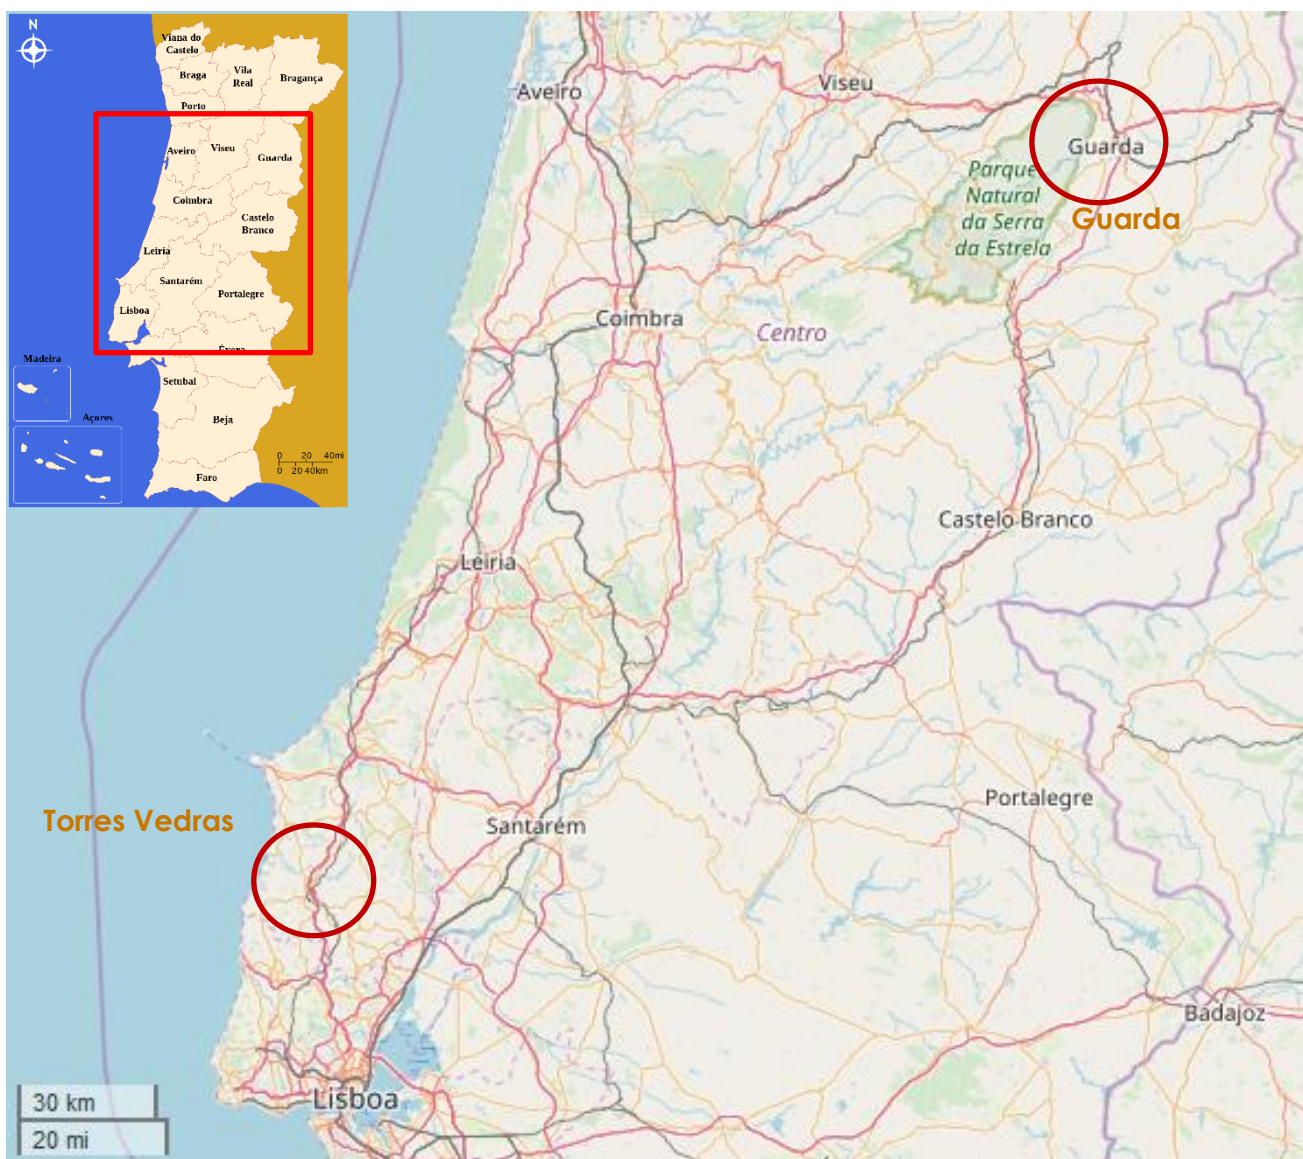 N
Viana do
Castelo
Braga
Vila
Real
Bragança
Porto
Aveiro
Viseu
Guarda
Coimbra
Castelo
Branco
Leiria
Santarém
Portalegre
Lisboa
Évora
Madeira
Setubal
Açores
Beja
0 20 40mi
0 20 40km
Faro
Aveiro
Viseu
Guarda
Parque
Natural
da Serra
da Estrela
Guarda
Coimbra
Centro
Castelo Branco
Leiria
Portalegre
Torres Vedras
Santarém
Badajoz
Lisboa
30 km
20 mi